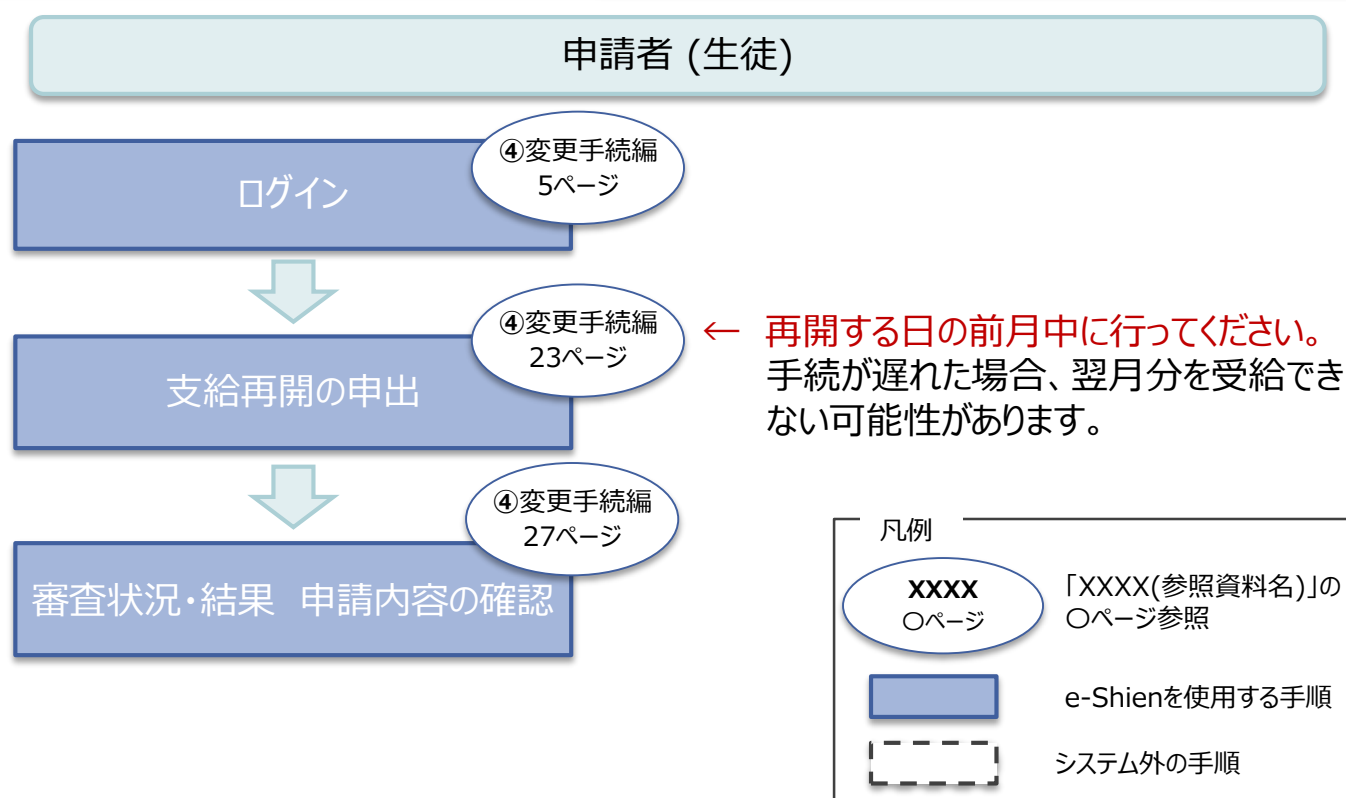 申請者 (生徒)
④変更手続編
5ページ
ログイン
④変更手続編
23ページ
支給再開の申出
← 再開する日の前月中に行ってください。
手続が遅れた場合、翌月分を受給でき
ない可能性があります。
④変更手続編
27ページ
審査状況・結果　申請内容の確認
凡例
XXXX
〇ページ
「XXXX(参照資料名)」の
〇ページ参照
e-Shienを使用する手順
システム外の手順